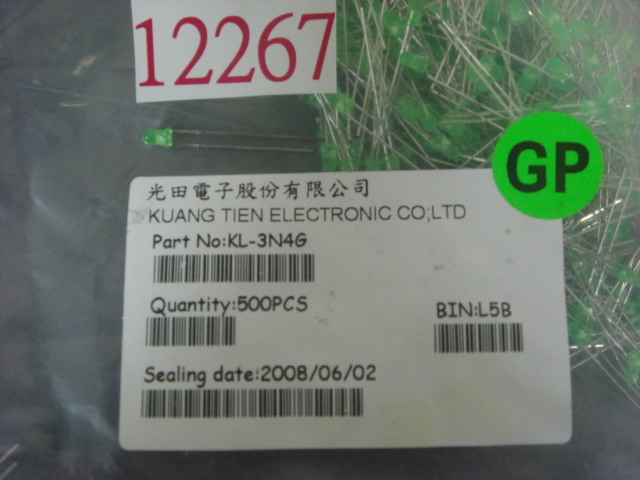 12267
GP
光田電子股份有限公司
KUANG TIEN ELECTRONIC CO;LTD
Part No:KL-3N4G
Quantity:500PCS
BIN:L5B
Sealing date:2008/06/02